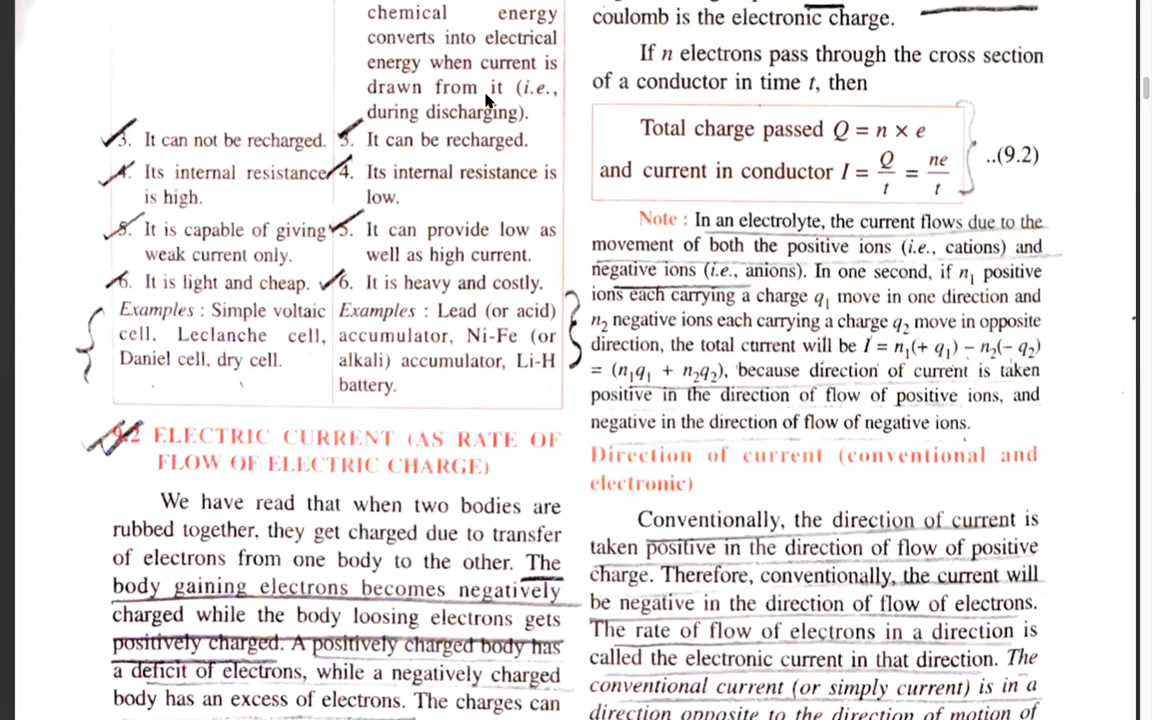 chemical energy
converts into electrical
energy when current is
drawn from it (i.e.,
during discharging).
3. It can not be recharged. 3. It can be recharged.
4. Its internal resistance 4. Its internal resistance is
is high. low.
5. It is capable of giving 5. It can provide low as
weak current only. well as high current.
6. It is light and cheap. 6. It is heavy and costly.
Examples : Simple voltaic Examples : Lead (or acid)
cell, Leclanche cell, accumulator, Ni-Fe (or
Daniel cell, dry cell. alkali) accumulator, Li-H
battery.
9.2 ELECTRIC CURRENT (AS RATE OF
FLOW OF ELECTRIC CHARGE)
We have read that when two bodies are
rubbed together, they get charged due to transfer
of electrons from one body to the other. The
body gaining electrons becomes negatively
charged while the body loosing electrons gets
positively charged. A positively charged body has
a deficit of electrons, while a negatively charged
body has an excess of electrons. The charges can
coulomb is the electronic charge.
If n electrons pass through the cross section
of a conductor in time t, then
Total charge passed Q = n × e
and current in conductor I = Q/t = ne/t ..(9.2)
Note : In an electrolyte, the current flows due to the
movement of both the positive ions (i.e., cations) and
negative ions (i.e., anions). In one second, if n₁ positive
ions each carrying a charge q₁ move in one direction and
n₂ negative ions each carrying a charge q₂ move in opposite
direction, the total current will be I = n₁(+ q₁) − n₂(− q₂)
= (n₁q₁ + n₂q₂), because direction of current is taken
positive in the direction of flow of positive ions, and
negative in the direction of flow of negative ions.
Direction of current (conventional and
electronic)
Conventionally, the direction of current is
taken positive in the direction of flow of positive
charge. Therefore, conventionally, the current will
be negative in the direction of flow of electrons.
The rate of flow of electrons in a direction is
called the electronic current in that direction. The
conventional current (or simply current) is in a
direction opposite to the direction of motion of